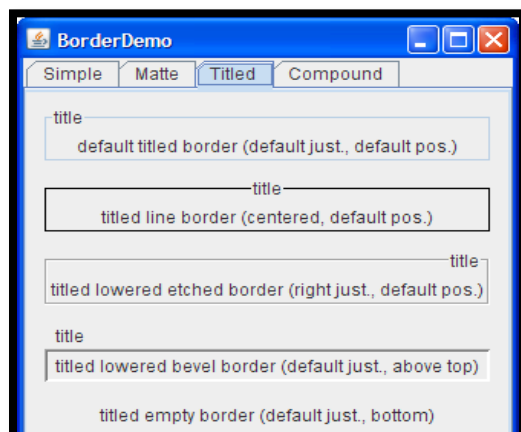 BorderDemo
Simple Matte Titled Compound
title
default titled border (default just., default pos.)
title
titled line border (centered, default pos.)
title
titled lowered etched border (right just., default pos.)
title
titled lowered bevel border (default just., above top)
titled empty border (default just., bottom)